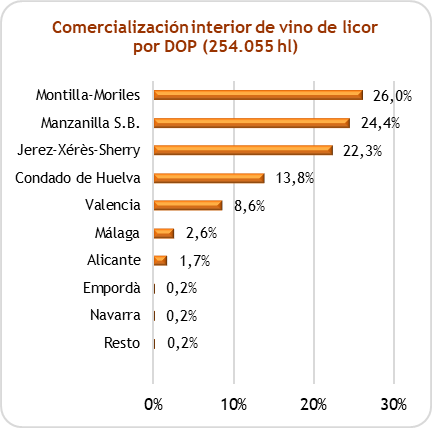 Comercialización interior de vino de licor
por DOP (254.055 hl)
Montilla-Moriles 26,0%
Manzanilla S.B. 24,4%
Jerez-Xérès-Sherry 22,3%
Condado de Huelva 13,8%
Valencia 8,6%
Málaga 2,6%
Alicante 1,7%
Empordà 0,2%
Navarra 0,2%
Resto 0,2%
0% 10% 20% 30%